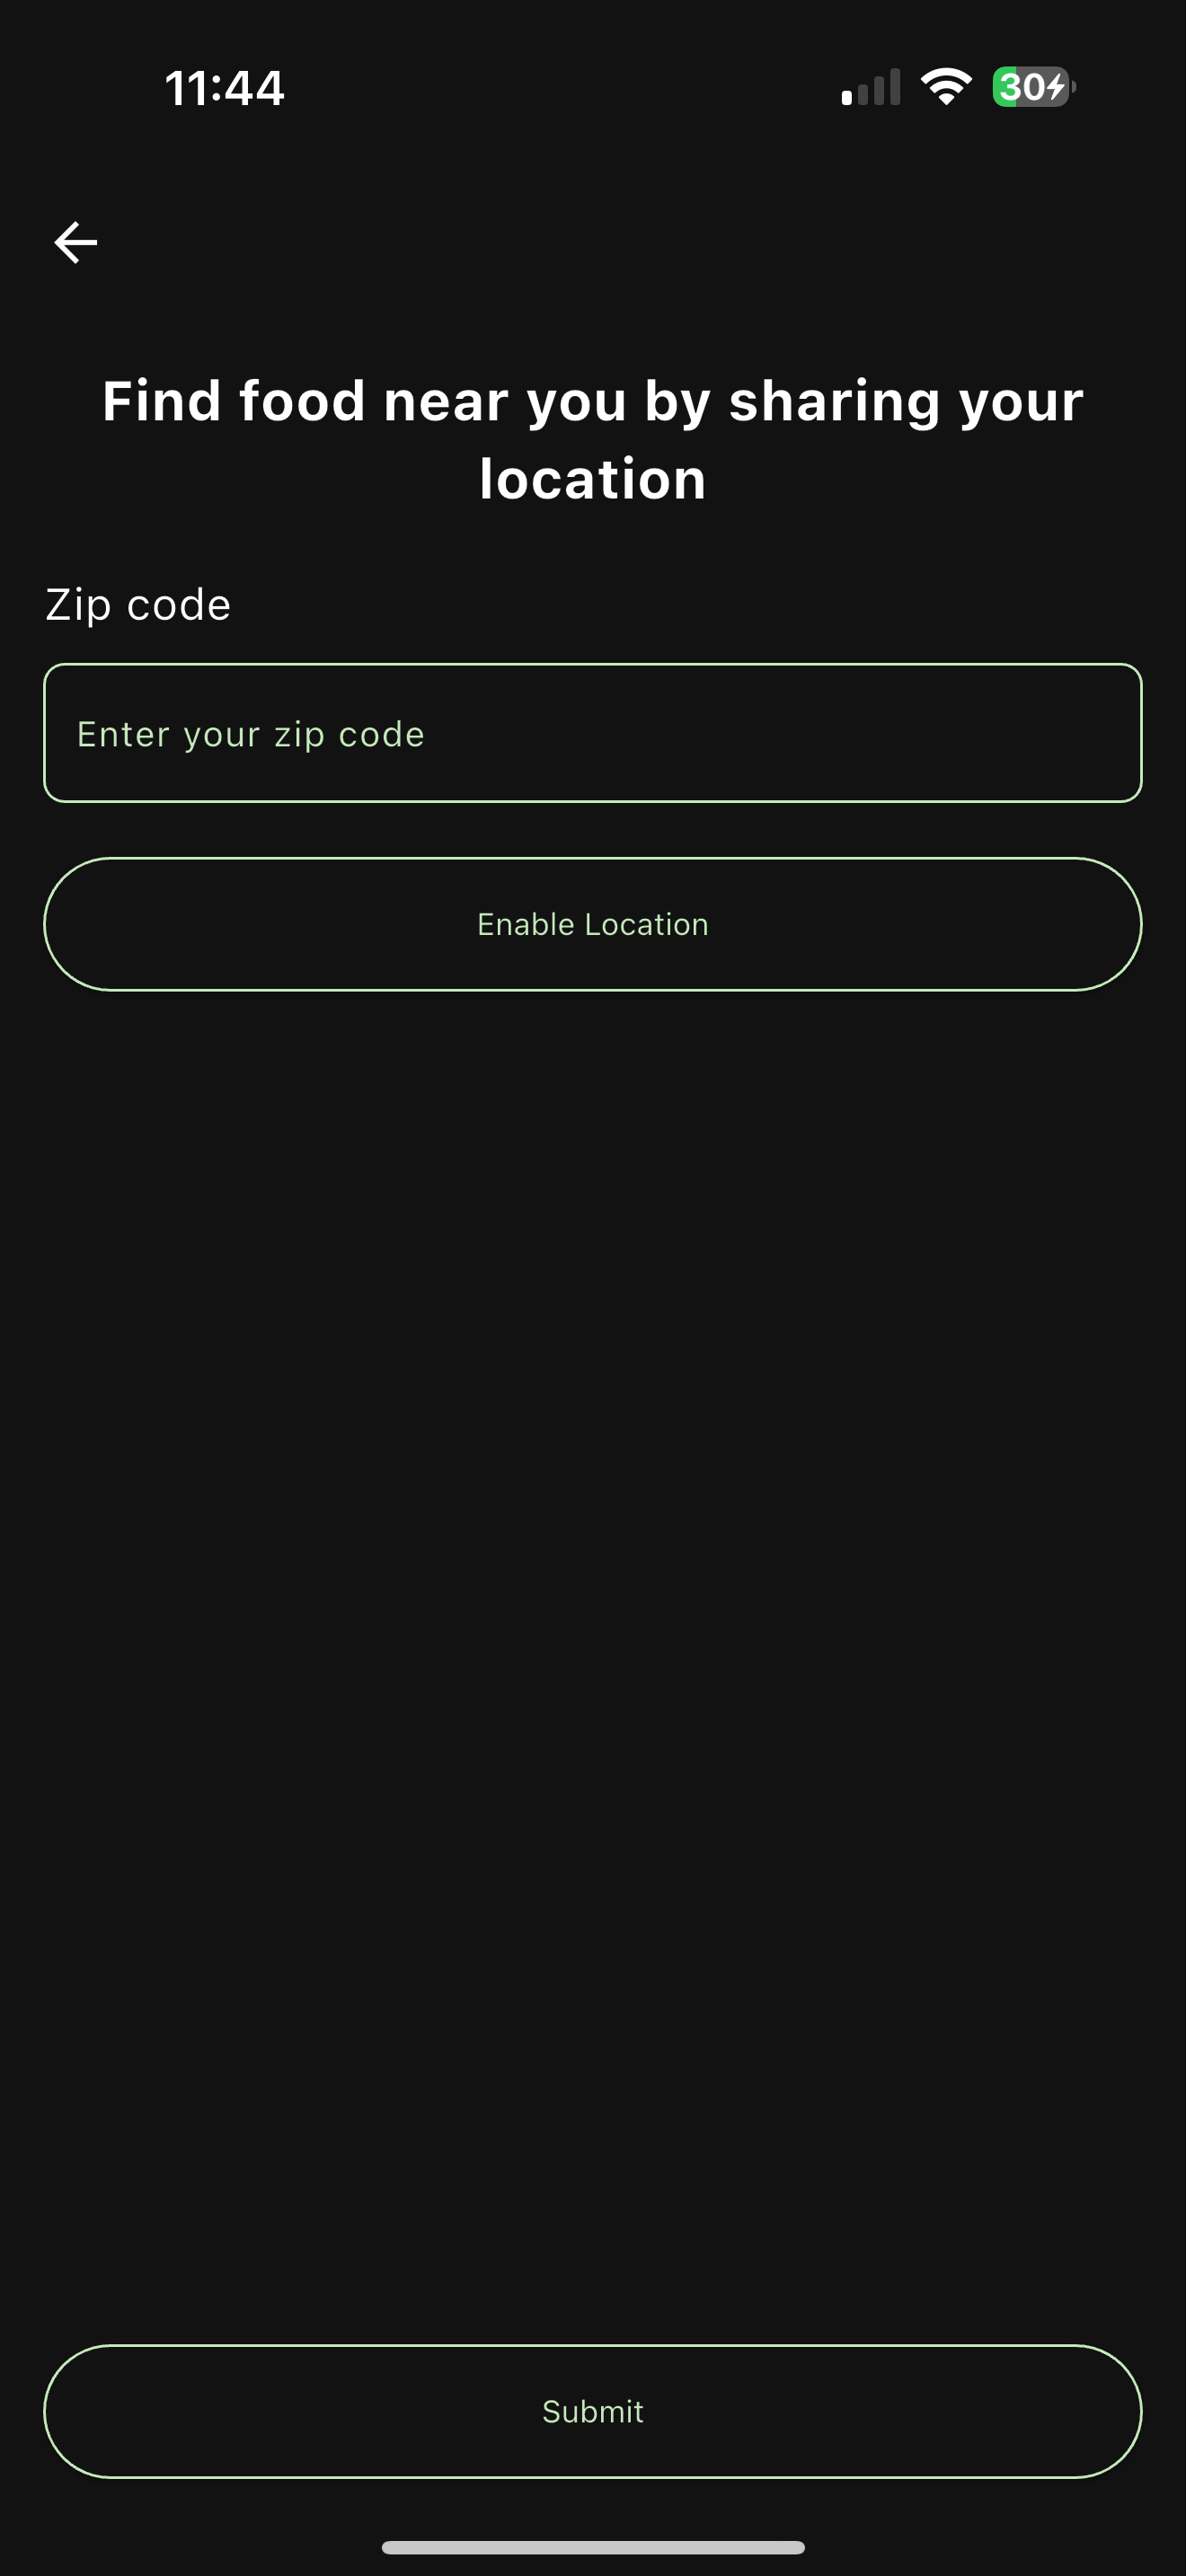 11:44
30
Find food near you by sharing your
location
Zip code
Enter your zip code
Enable Location
Submit